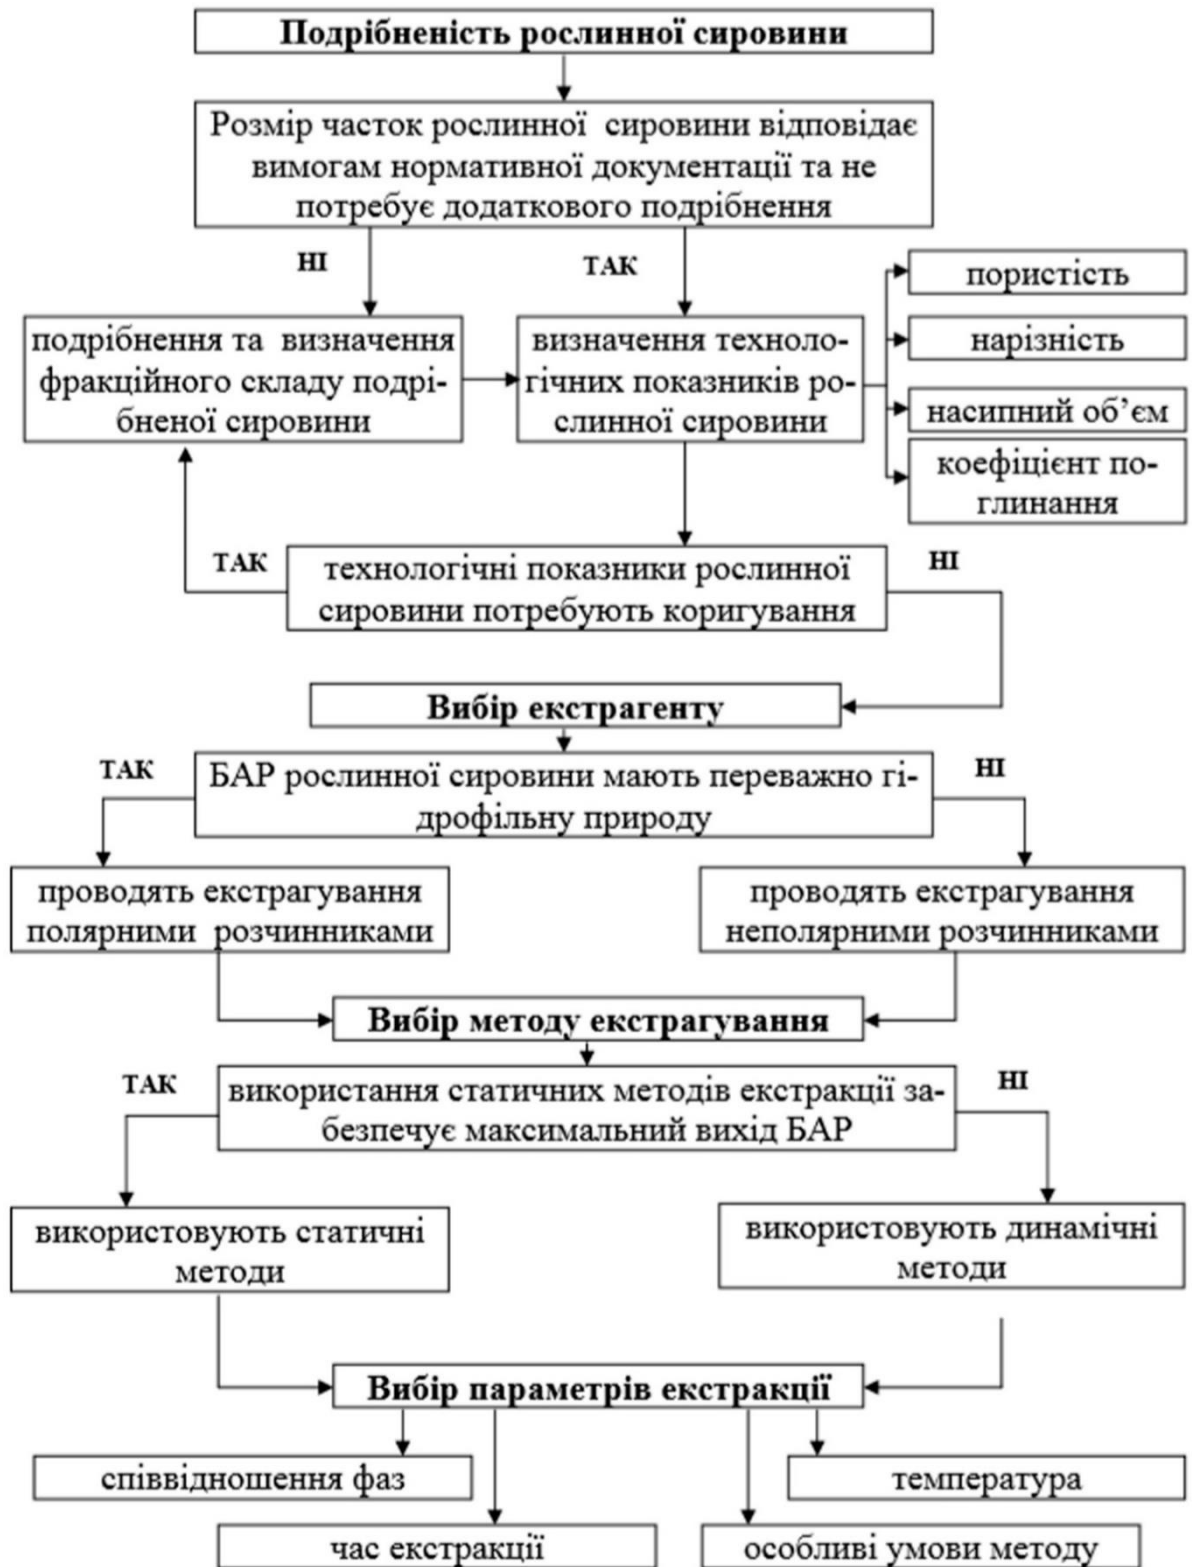 Подрібненість рослинної сировини
Розмір часток рослинної сировини відповідає
вимогам нормативної документації та не
потребує додаткового подрібнення
НІ
ТАК
подрібнення та визначення
фракційного складу подрі-
бненої сировини
визначення техноло-
гічних показників ро-
слинної сировини
пористість
нарізність
насипний об’єм
коефіцієнт по-
глинання
ТАК
технологічні показники рослинної
сировини потребують коригування
НІ
Вибір екстрагенту
ТАК
БАР рослинної сировини мають переважно гі-
дрофільну природу
НІ
проводять екстрагування
полярними розчинниками
проводять екстрагування
неполярними розчинниками
Вибір методу екстрагування
ТАК
використання статичних методів екстракції за-
безпечує максимальний вихід БАР
НІ
використовують статичні
методи
використовують динамічні
методи
Вибір параметрів екстракції
співвідношення фаз
температура
час екстракції
особливі умови методу